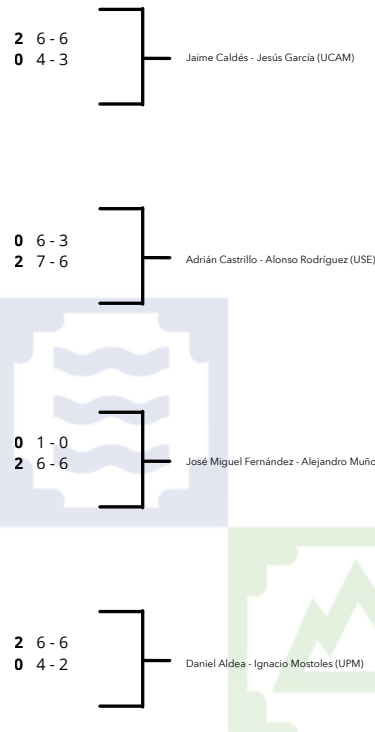 2 6 - 6
0 4 - 3
Jaime Caldés - Jesús García (UCAM)
0 6 - 3
2 7 - 6
Adrián Castrillo - Alonso Rodríguez (USE)
0 1 - 0
2 6 - 6
José Miguel Fernández - Alejandro
2 6 - 6
0 4 - 2
Daniel Aldea - Ignacio Mostoles (UPM)